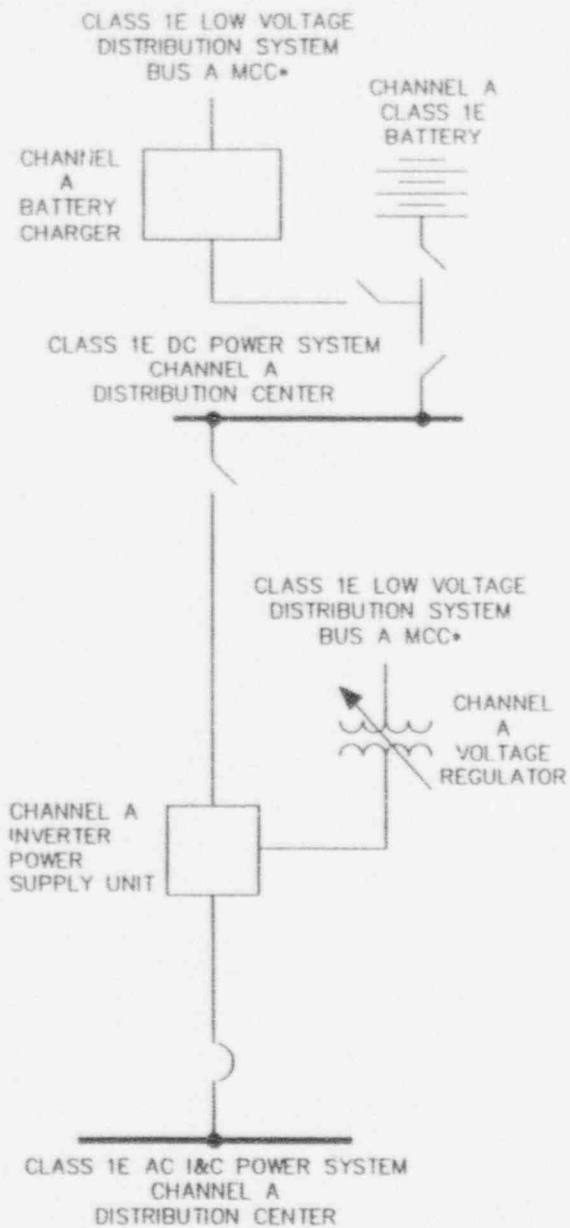 CLASS 1E LOW VOLTAGE
DISTRIBUTION SYSTEM
BUS A MCC*
CHANNEL A
CLASS 1E
BATTERY
CHANNEL
A
BATTERY
CHARGER
CLASS 1E DC POWER SYSTEM
CHANNEL A
DISTRIBUTION CENTER
CLASS 1E LOW VOLTAGE
DISTRIBUTION SYSTEM
BUS A MCC*
CHANNEL
A
VOLTAGE
REGULATOR
CHANNEL A
INVERTER
POWER
SUPPLY UNIT
CLASS 1E AC I&C POWER SYSTEM
CHANNEL A
DISTRIBUTION CENTER